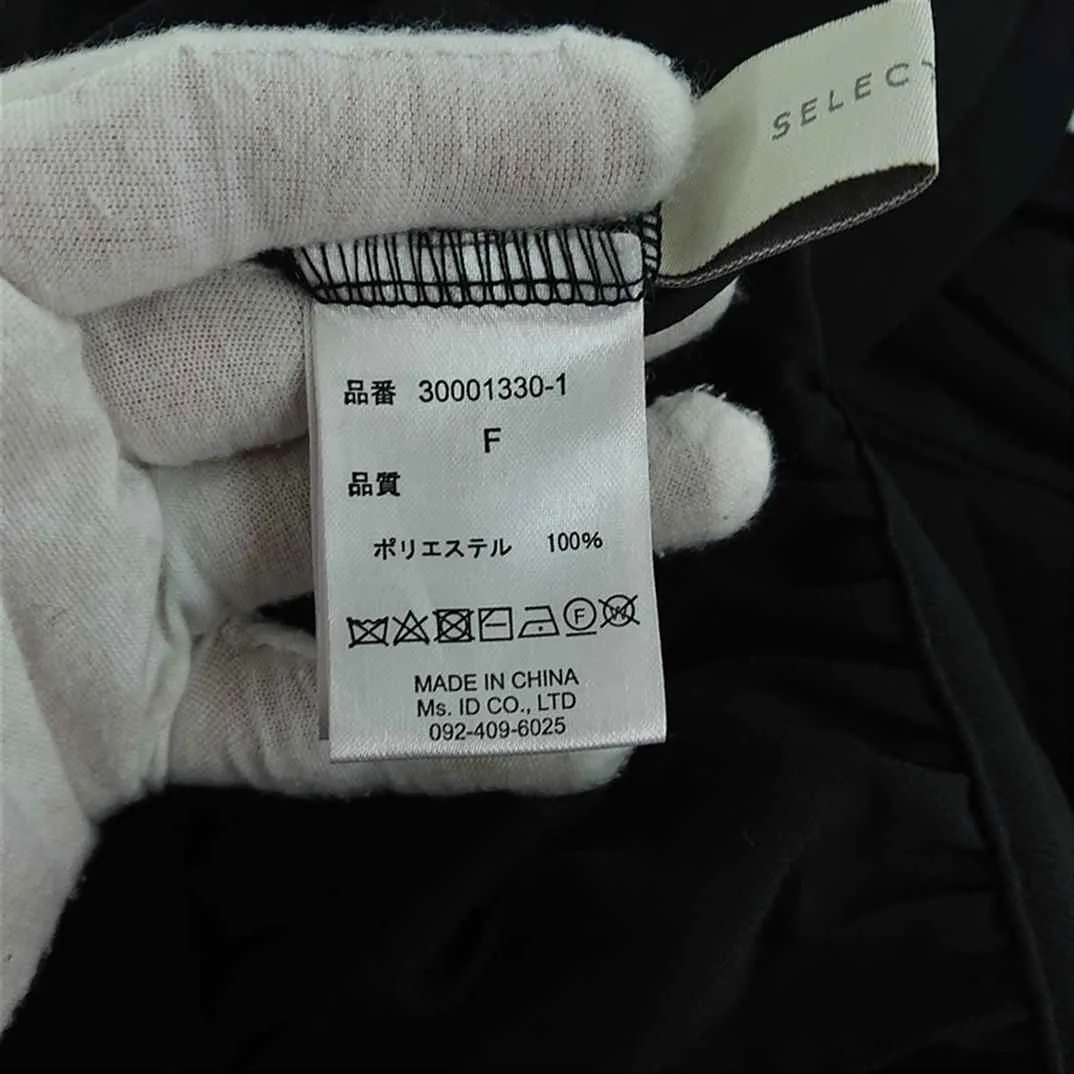 SELEC
品番 30001330-1
F
品質
ポリエステル 100%
F W
MADE IN CHINA
Ms. ID CO., LTD
092-409-6025